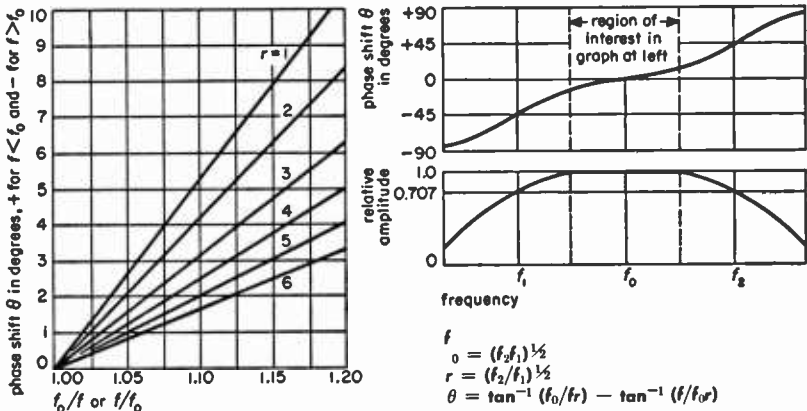 phase shift θ in degrees, + for f < f₀ and − for f > f₀
10
9
8
7
6
5
4
3
2
1
0
r = 1
2
3
4
5
6
1.00
1.05
1.10
1.15
1.20
f₀/f or f/f₀
phase shift θ
in degrees
+90
+45
0
−45
−90
region of
interest in
graph at left
relative
amplitude
1.0
0.707
0
f₁
f₀
f₂
frequency
f
0 = (f₂f₁)½
r = (f₂/f₁)½
θ = tan⁻¹ (f₀/fr) − tan⁻¹ (f/f₀r)